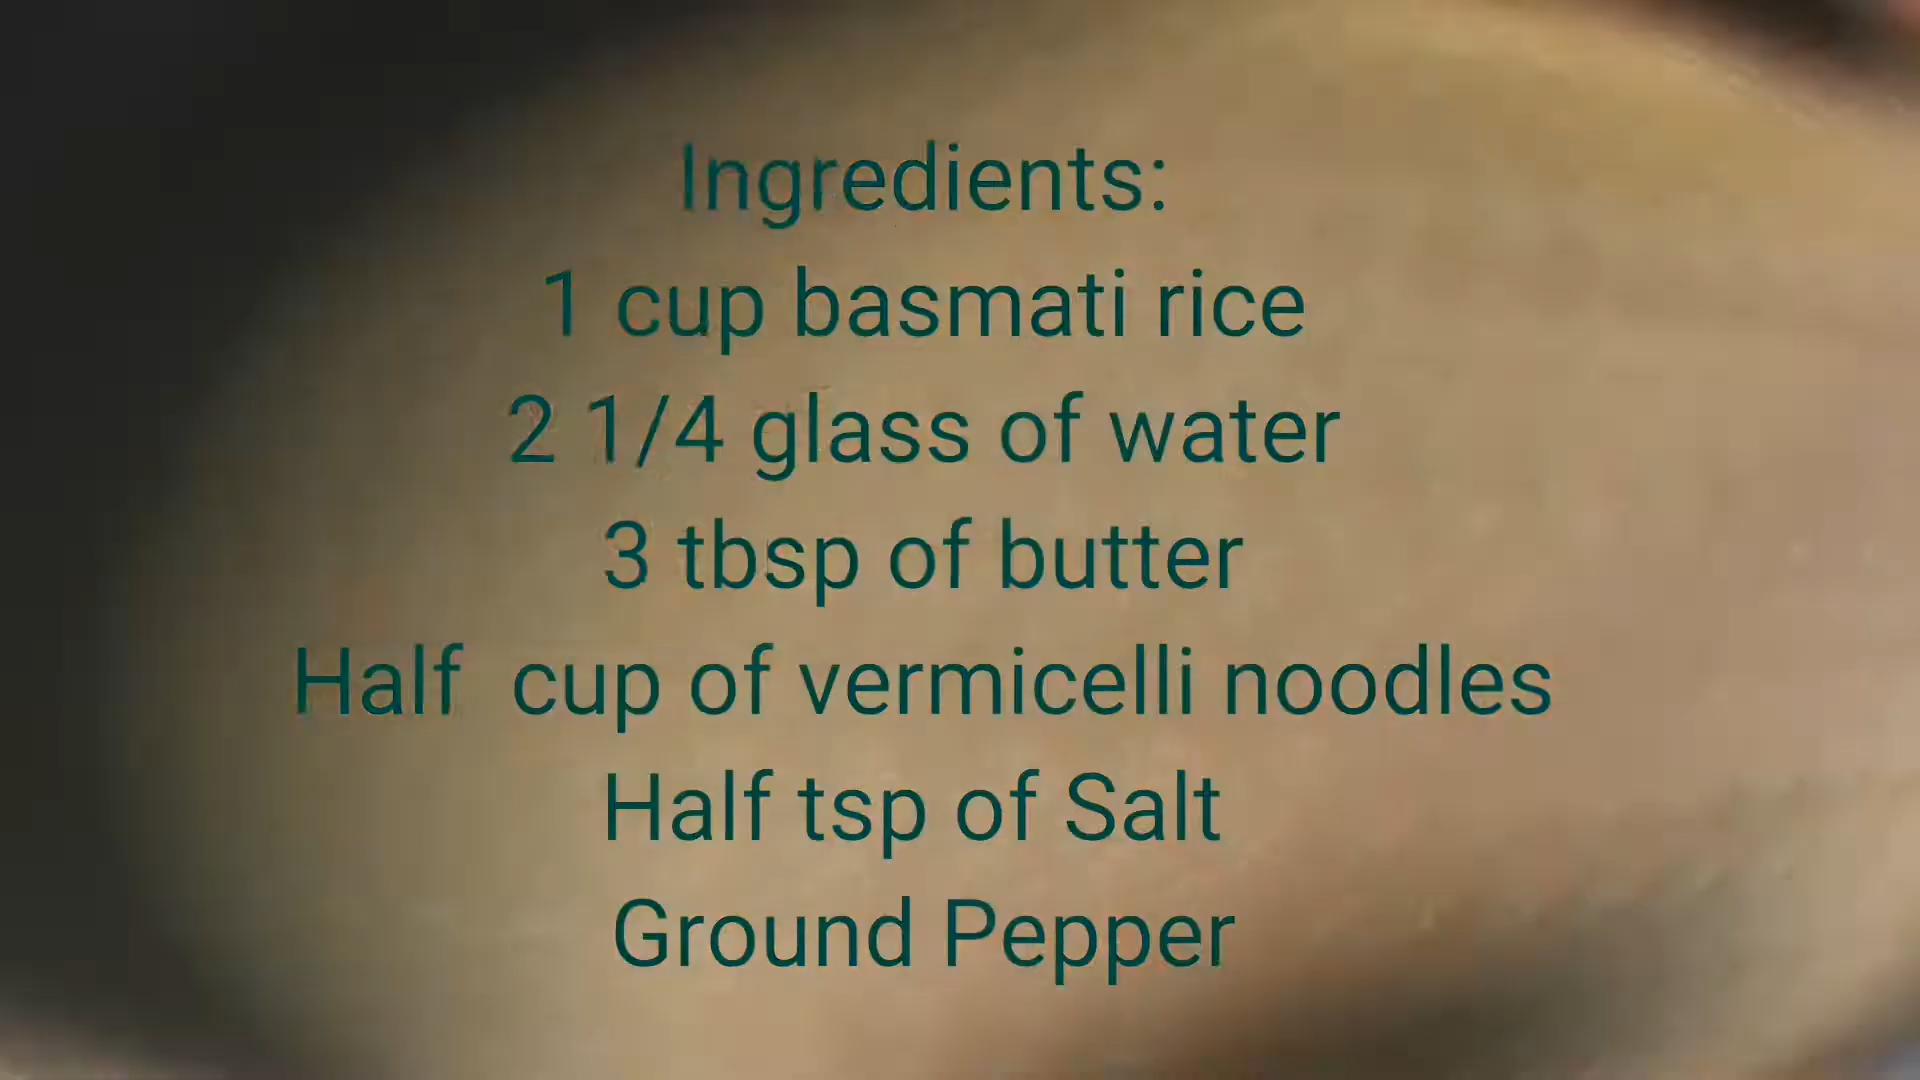 Ingredients:
1 cup basmati rice
2 1/4 glass of water
3 tbsp of butter
Half  cup of vermicelli noodles
Half tsp of Salt
Ground Pepper